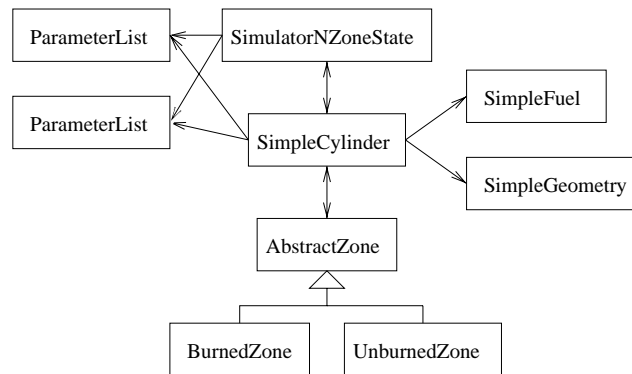 ParameterList
SimulatorNZoneState
SimpleFuel
ParameterList
SimpleCylinder
SimpleGeometry
AbstractZone
BurnedZone
UnburnedZone